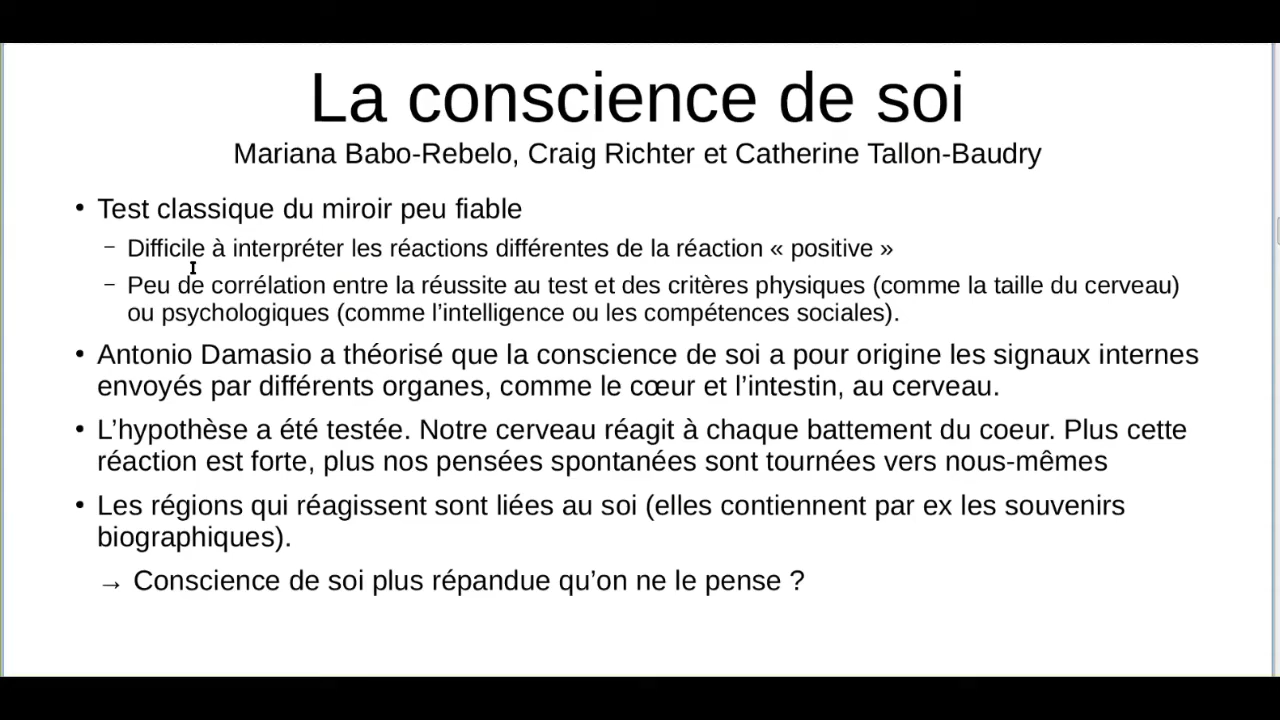 La conscience de soi
Mariana Babo-Rebelo, Craig Richter et Catherine Tallon-Baudry
• Test classique du miroir peu fiable
– Difficile à interpréter les réactions différentes de la réaction « positive »
– Peu de corrélation entre la réussite au test et des critères physiques (comme la taille du cerveau)
ou psychologiques (comme l’intelligence ou les compétences sociales).
• Antonio Damasio a théorisé que la conscience de soi a pour origine les signaux internes
envoyés par différents organes, comme le cœur et l’intestin, au cerveau.
• L’hypothèse a été testée. Notre cerveau réagit à chaque battement du coeur. Plus cette
réaction est forte, plus nos pensées spontanées sont tournées vers nous-mêmes
• Les régions qui réagissent sont liées au soi (elles contiennent par ex les souvenirs
biographiques).
→ Conscience de soi plus répandue qu’on ne le pense ?